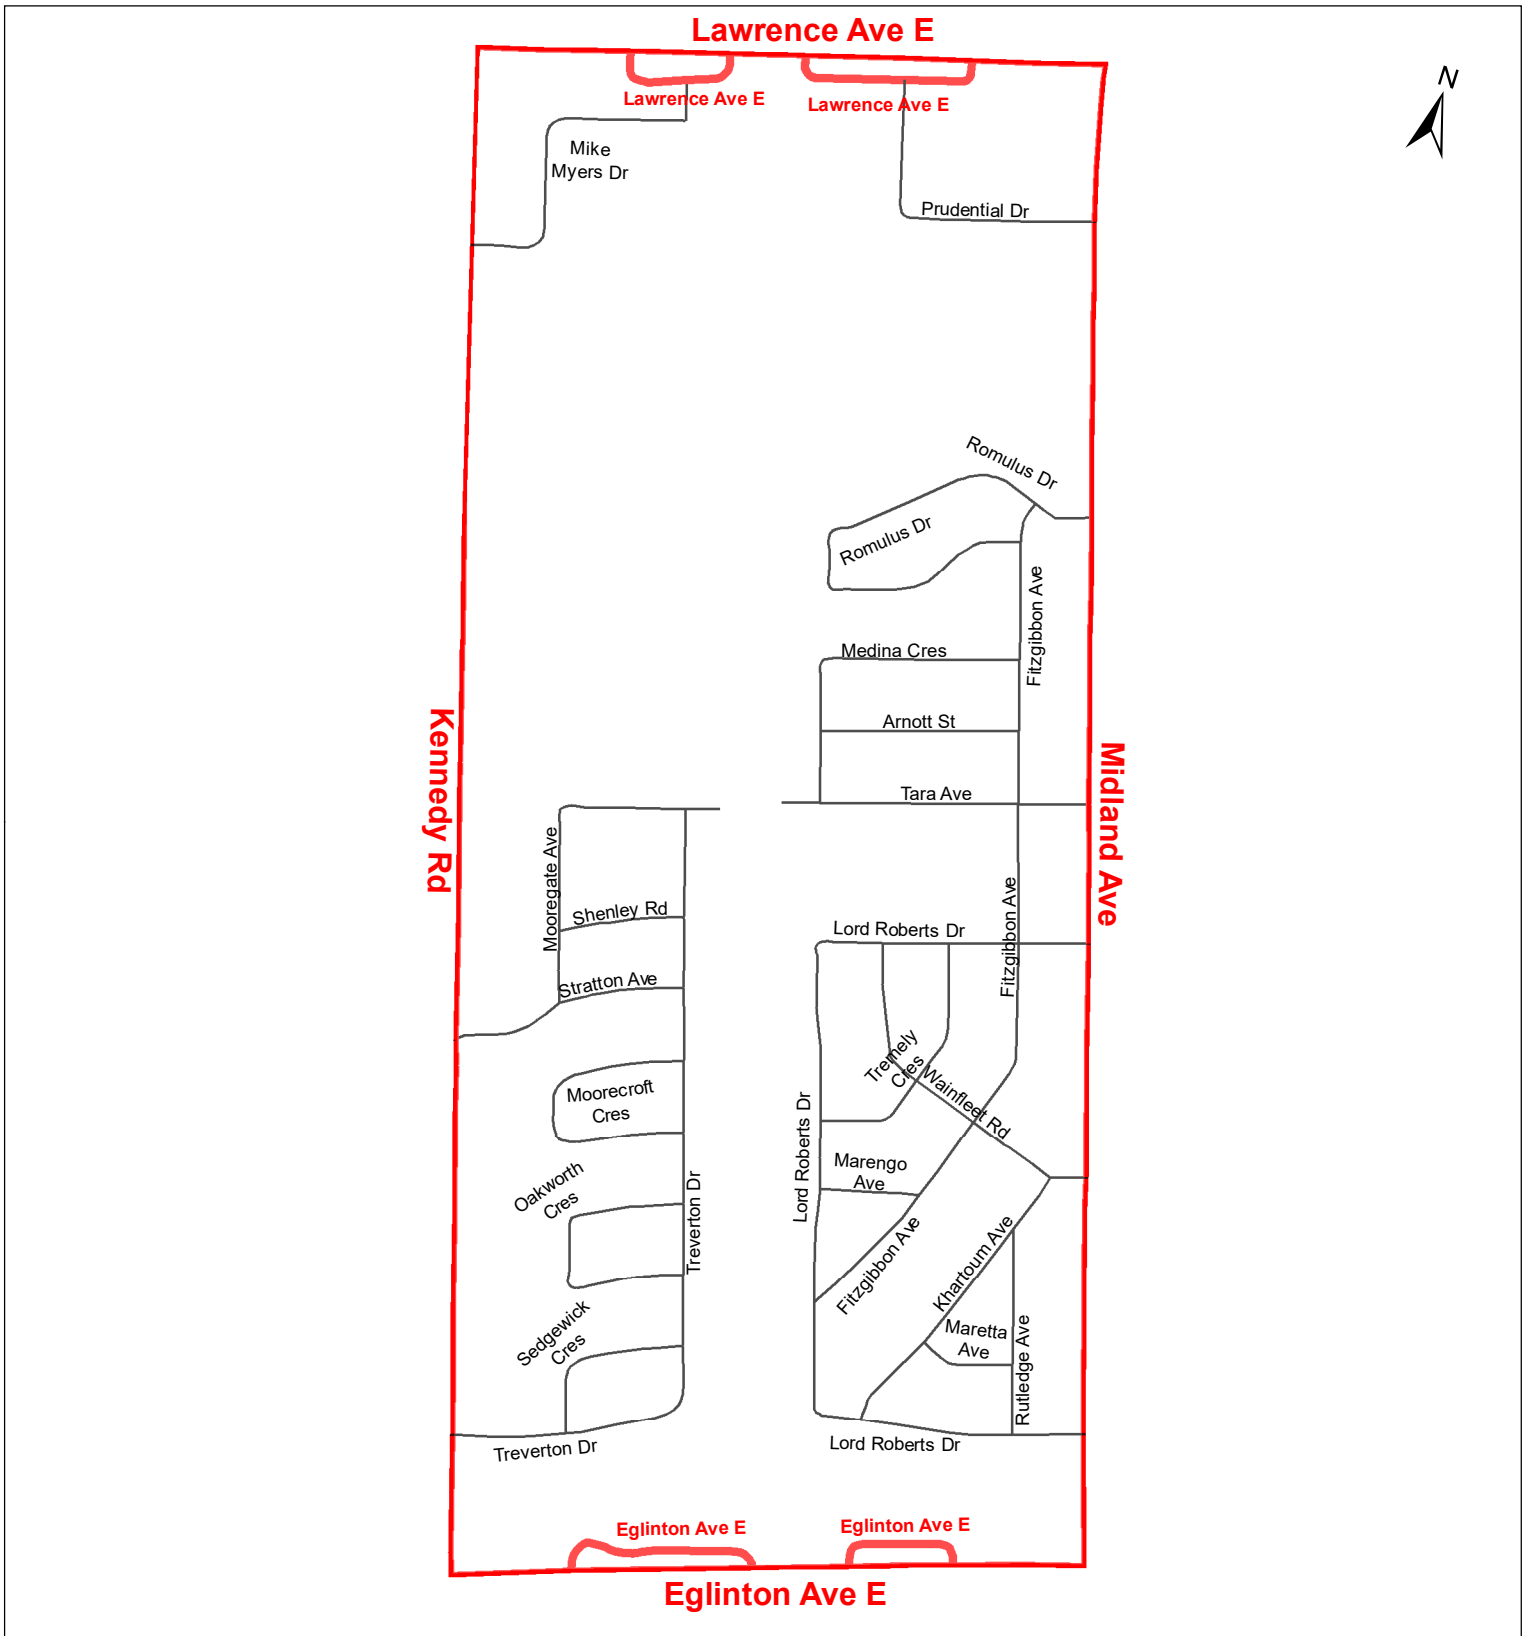 Lawrence Ave E
N
Lawrence Ave E
Lawrence Ave E
Mike
Myers Dr
Prudential Dr
Romulus Dr
Romulus Dr
Fitzgibbon Ave
Medina Cres
Arnott St
Kennedy Rd
Midland Ave
Tara Ave
Mooregate Ave
Shenley Rd
Fitzgibbon Ave
Lord Roberts Dr
Stratton Ave
Tremely
Cres
Wainfleet Rd
Moorecroft
Cres
Lord Roberts Dr
Marengo
Ave
Oakworth
Cres
Treverton Dr
Fitzgibbon Ave
Khartoum Ave
Sedgewick
Cres
Maretta
Ave
Rutledge Ave
Treverton Dr
Lord Roberts Dr
Eglinton Ave E
Eglinton Ave E
Eglinton Ave E